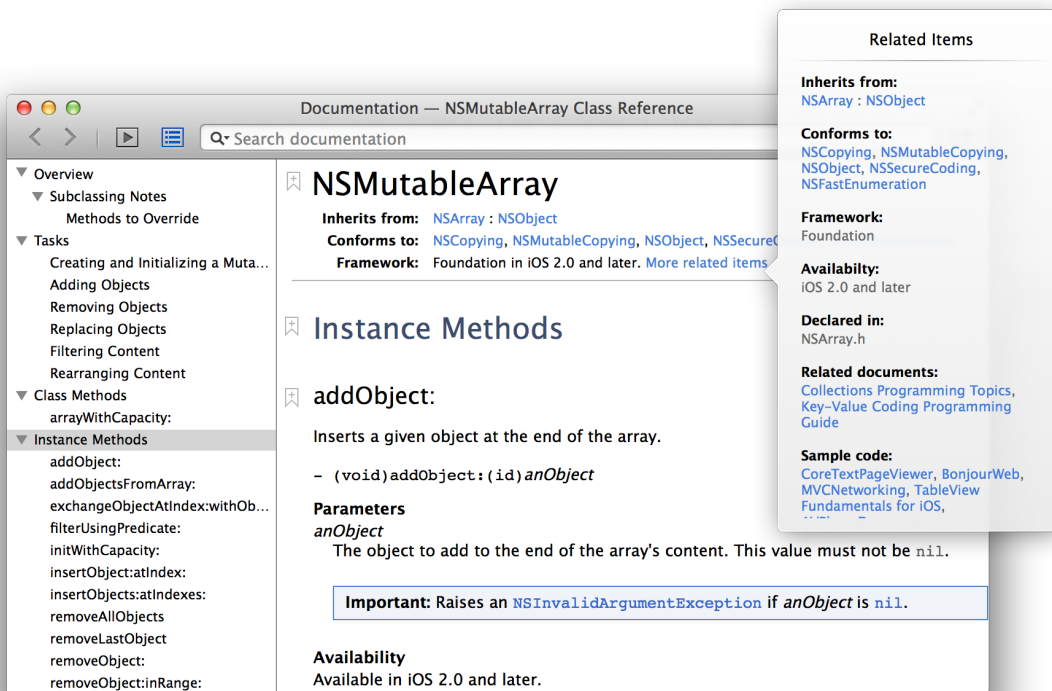 Related Items
Inherits from:
NSArray : NSObject
Conforms to:
NSCopying, NSMutableCopying,
NSObject, NSSecureCoding,
NSFastEnumeration
Framework:
Foundation
Availabilty:
iOS 2.0 and later
Declared in:
NSArray.h
Related documents:
Collections Programming Topics,
Key-Value Coding Programming
Guide
Sample code:
CoreTextPageViewer, BonjourWeb,
MVCNetworking, TableView
Fundamentals for iOS,
Documentation — NSMutableArray Class Reference
Search documentation
Overview
Subclassing Notes
Methods to Override
Tasks
Creating and Initializing a Muta...
Adding Objects
Removing Objects
Replacing Objects
Filtering Content
Rearranging Content
Class Methods
arrayWithCapacity:
Instance Methods
addObject:
addObjectsFromArray:
exchangeObjectAtIndex:withOb...
filterUsingPredicate:
initWithCapacity:
insertObject:atIndex:
insertObjects:atIndexes:
removeAllObjects
removeLastObject
removeObject:
removeObject:inRange:
NSMutableArray
Inherits from: NSArray : NSObject
Conforms to: NSCopying, NSMutableCopying, NSObject, NSSecureC
Framework: Foundation in iOS 2.0 and later. More related items
Instance Methods
addObject:
Inserts a given object at the end of the array.
- (void)addObject:(id)anObject
Parameters
anObject
The object to add to the end of the array's content. This value must not be nil.
Important: Raises an NSInvalidArgumentException if anObject is nil.
Availability
Available in iOS 2.0 and later.